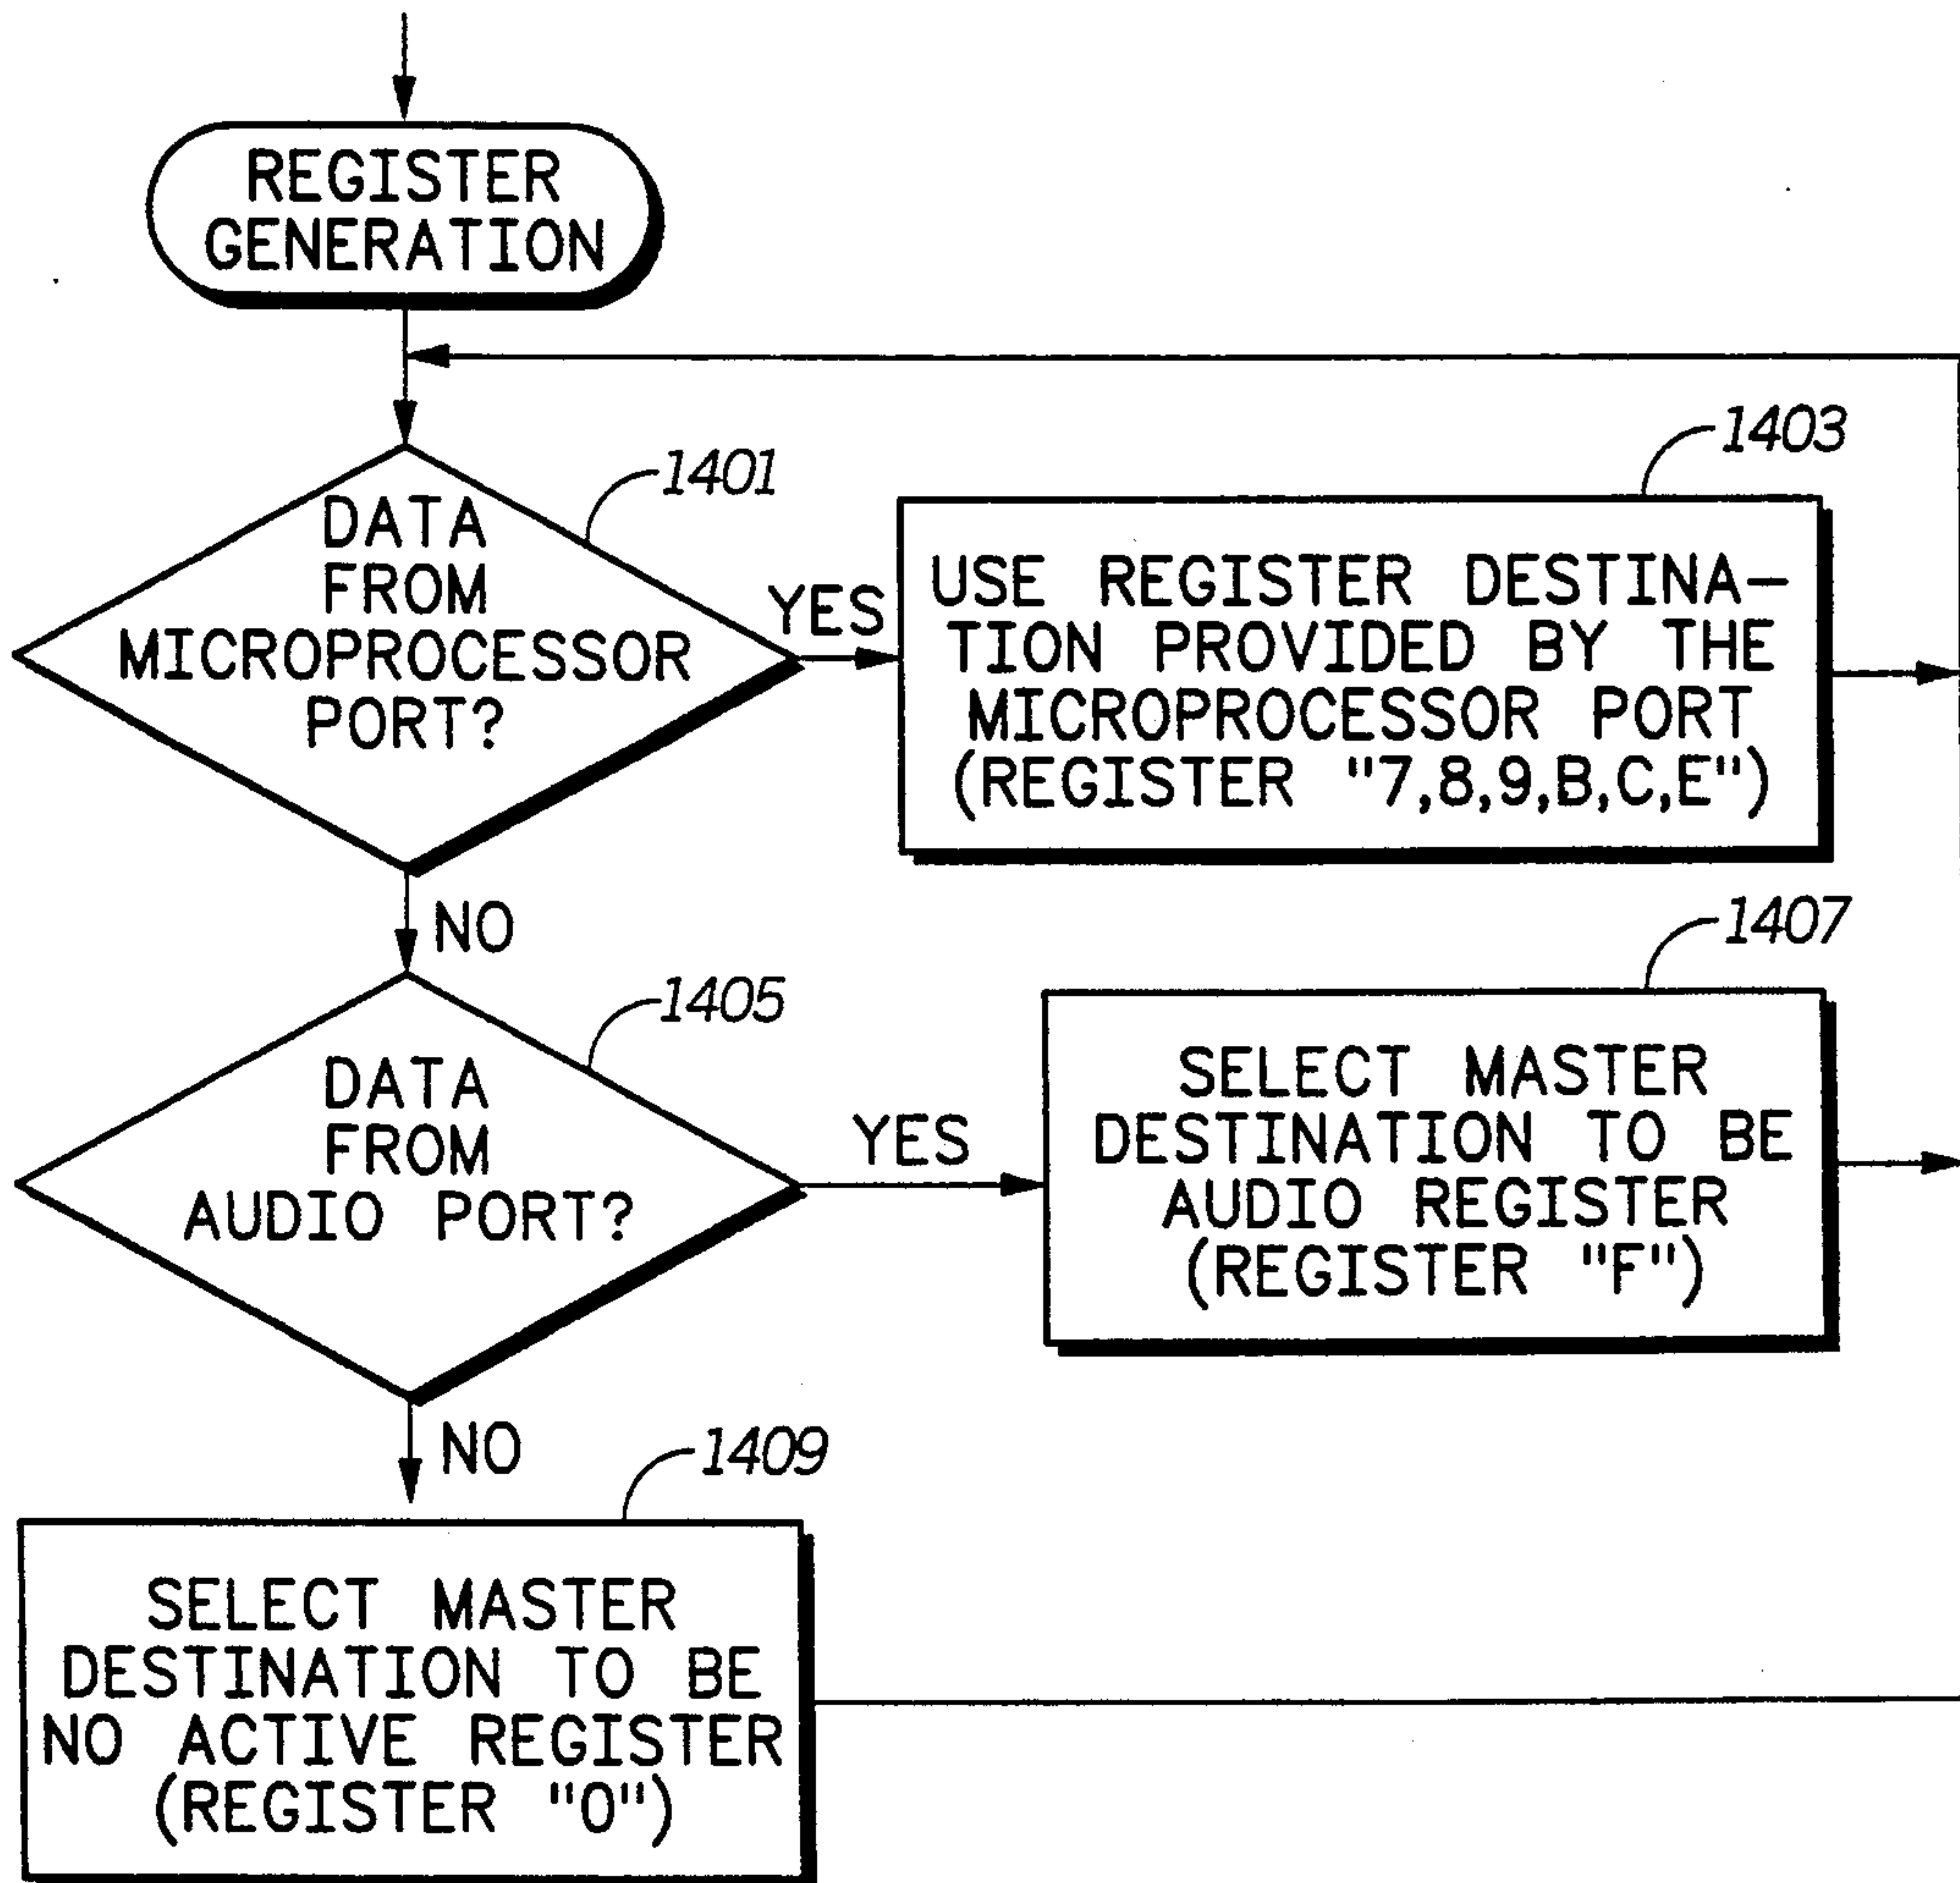 REGISTER
GENERATION
1401
DATA
FROM
MICROPROCESSOR
PORT?
YES
1403
USE REGISTER DESTINA–
TION PROVIDED BY THE
MICROPROCESSOR PORT
(REGISTER "7,8,9,B,C,E")
NO
1405
DATA
FROM
AUDIO PORT?
YES
1407
SELECT MASTER
DESTINATION TO BE
AUDIO REGISTER
(REGISTER "F")
NO
1409
SELECT MASTER
DESTINATION TO BE
NO ACTIVE REGISTER
(REGISTER "0")